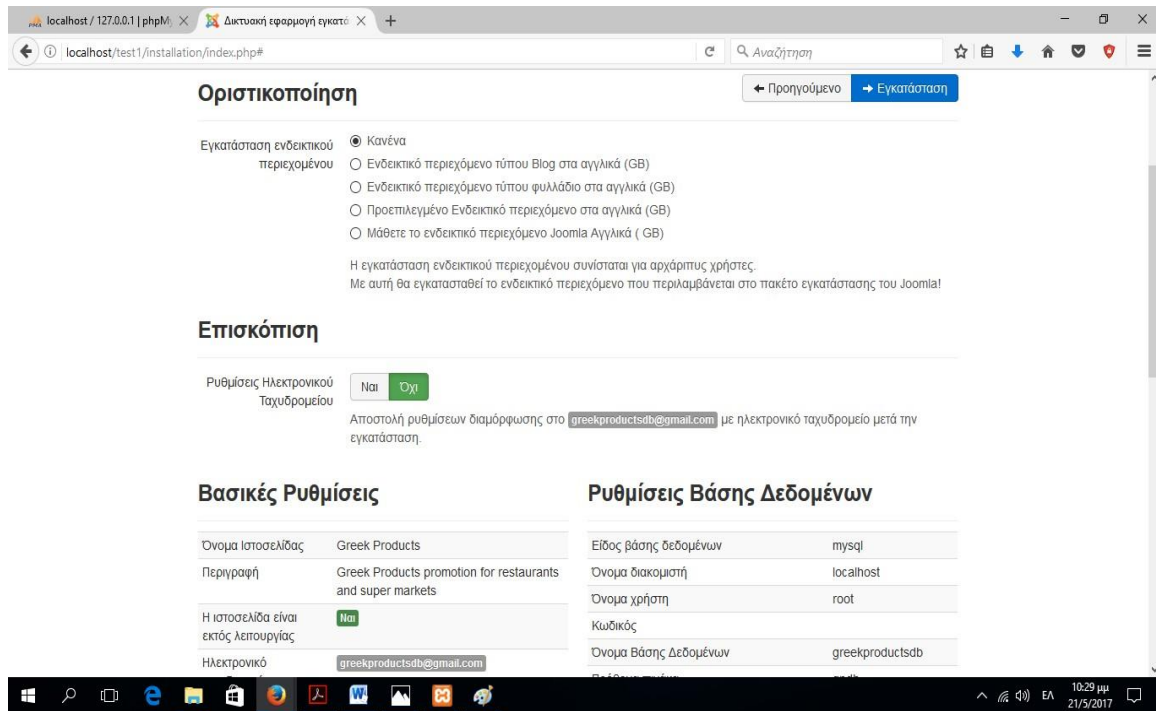 localhost / 127.0.0.1 | phpM
Δικτυακή εφαρμογή εγκατά
localhost/test1/installation/index.php#
Αναζήτηση
Οριστικοποίηση
Προηγούμενο
Εγκατάσταση
Εγκατάσταση ενδεικτικού περιεχομένου
Κανένα
Ενδεικτικό περιεχόμενο τύπου Blog στα αγγλικά (GB)
Ενδεικτικό περιεχόμενο τύπου φυλλάδιο στα αγγλικά (GB)
Προεπιλεγμένο Ενδεικτικό περιεχόμενο στα αγγλικά (GB)
Μάθετε το ενδεικτικό περιεχόμενο Joomla Αγγλικά ( GB)
Η εγκατάσταση ενδεικτικού περιεχομένου συνίσταται για αρχάριτυς χρήστες.
Με αυτή θα εγκατασταθεί το ενδεικτικό περιεχόμενο που περιλαμβάνεται στο πακέτο εγκατάστασης του Joomla!
Επισκόπιση
Ρυθμίσεις Ηλεκτρονικού Ταχυδρομείου
Ναι
Όχι
Αποστολή ρυθμίσεων διαμόρφωσης στο greekproductsdb@gmail.com με ηλεκτρονικό ταχυδρομείο μετά την
εγκατάσταση.
Βασικές Ρυθμίσεις
Όνομα Ιστοσελίδας Greek Products
Περιγραφή Greek Products promotion for restaurants
and super markets
Η ιστοσελίδα είναι Ναι
εκτός λειτουργίας
Ηλεκτρονικό greekproductsdb@gmail.com
Ρυθμίσεις Βάσης Δεδομένων
Είδος βάσης δεδομένων mysql
Όνομα διακομιστή localhost
Όνομα χρήστη root
Κωδικός
Όνομα Βάσης Δεδομένων greekproductsdb
ΕΛ
10:29 μμ
21/5/2017